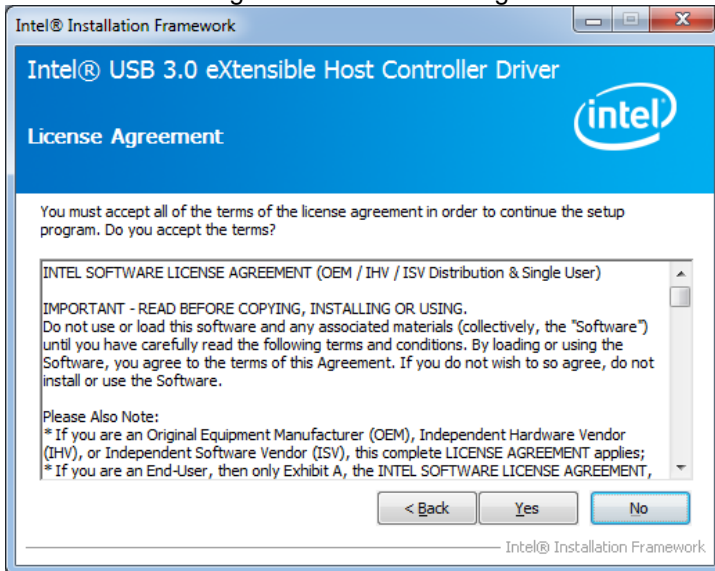 Intel® Installation Framework
Intel® USB 3.0 eXtensible Host Controller Driver
intel
License Agreement
You must accept all of the terms of the license agreement in order to continue the setup
program. Do you accept the terms?
INTEL SOFTWARE LICENSE AGREEMENT (OEM / IHV / ISV Distribution & Single User)
IMPORTANT - READ BEFORE COPYING, INSTALLING OR USING.
Do not use or load this software and any associated materials (collectively, the "Software")
until you have carefully read the following terms and conditions. By loading or using the
Software, you agree to the terms of this Agreement. If you do not wish to so agree, do not
install or use the Software.
Please Also Note:
* If you are an Original Equipment Manufacturer (OEM), Independent Hardware Vendor
(IHV), or Independent Software Vendor (ISV), this complete LICENSE AGREEMENT applies;
* If you are an End-User, then only Exhibit A, the INTEL SOFTWARE LICENSE AGREEMENT,
< Back Yes No
Intel® Installation Framework